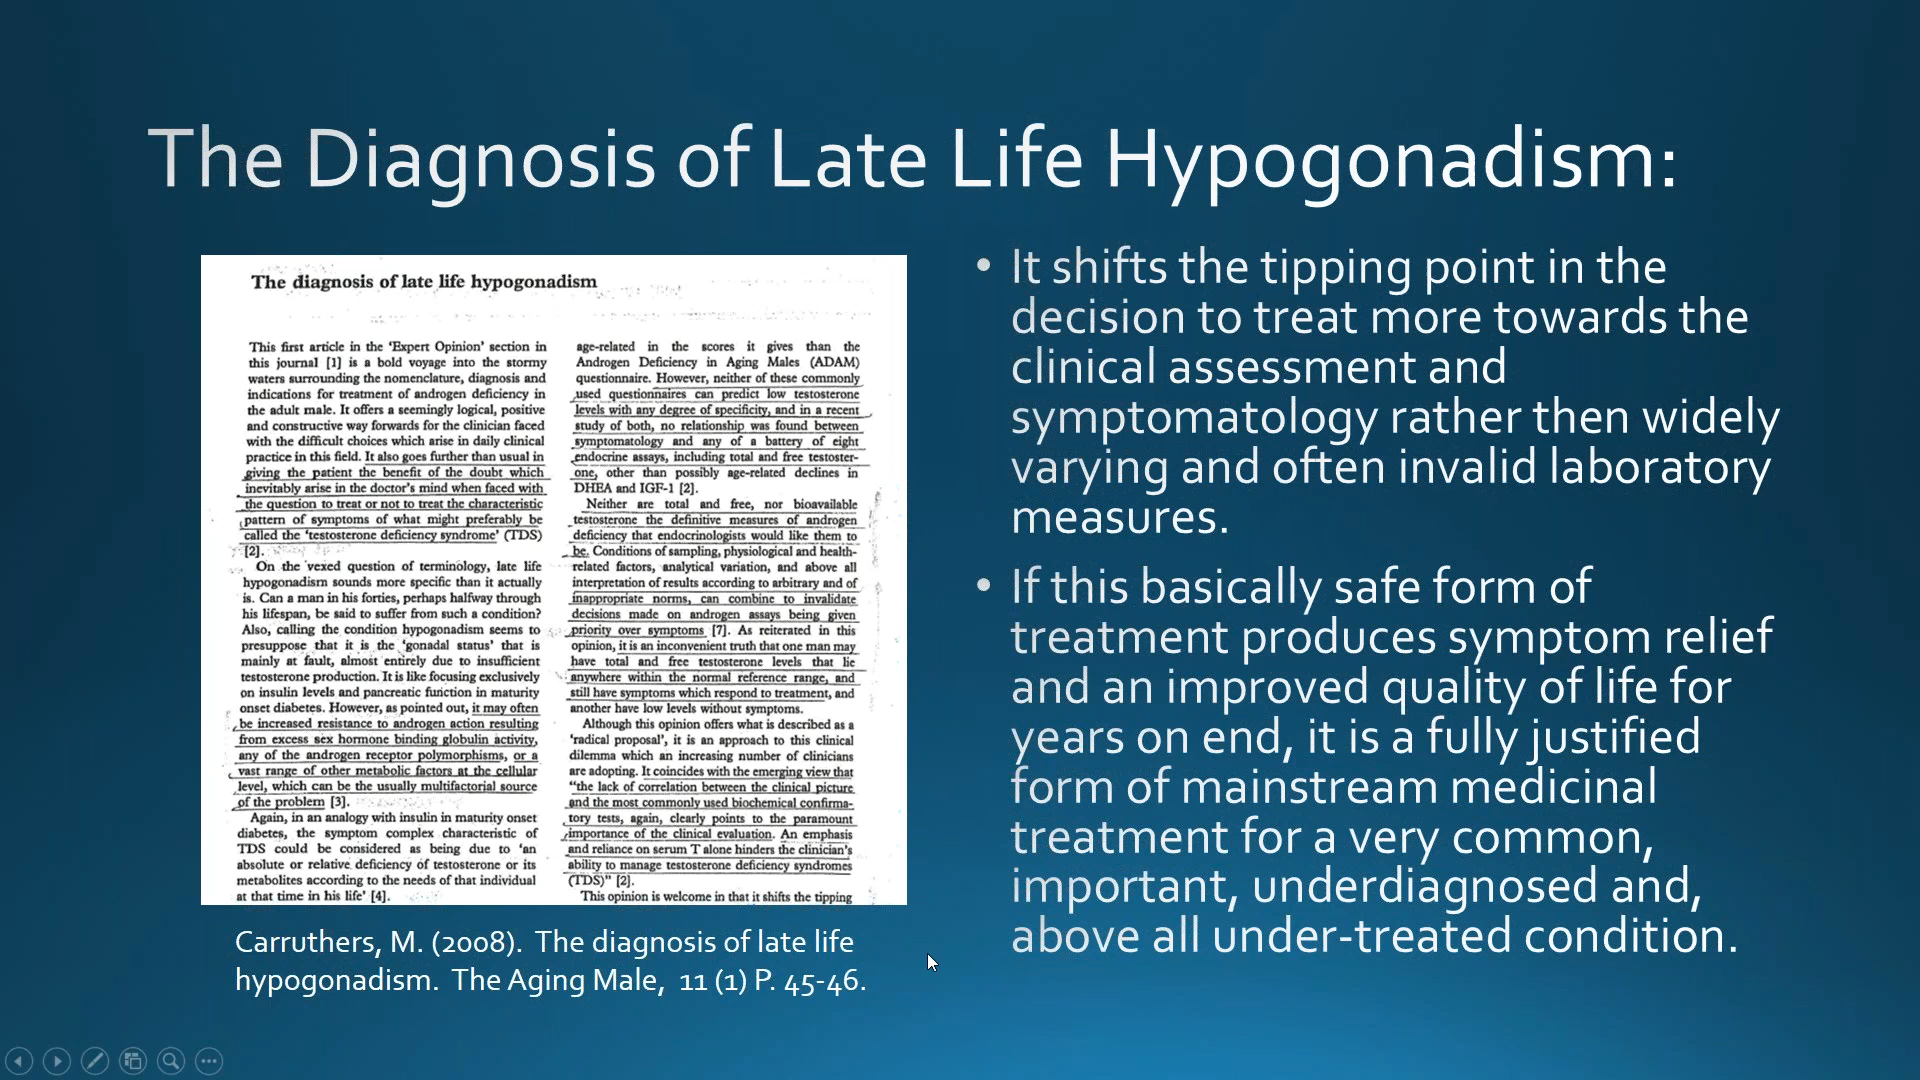 The Diagnosis of Late Life Hypogonadism:
The diagnosis of late life hypogonadism
This first article in the 'Expert Opinion' section in
this journal [1] is a bold voyage into the stormy
waters surrounding the nomenclature, diagnosis and
indications for treatment of androgen deficiency in
the adult male. It offers a seemingly logical, positive
and constructive way forwards for the clinician faced
with the difficult choices which arise in daily clinical
practice in this field. It also goes further than usual in
giving the patient the benefit of the doubt which
inevitably arise in the doctor's mind when faced with
the question to treat or not to treat the characteristic
pattern of symptoms of what might preferably be
called the 'testosterone deficiency syndrome' (TDS)
[2].
On the vexed question of terminology, late life
hypogonadism sounds more specific than it actually
is. Can a man in his forties, perhaps halfway through
his lifespan, be said to suffer from such a condition?
Also, calling the condition hypogonadism seems to
presuppose that it is the 'gonadal status' that is
mainly at fault, almost entirely due to insufficient
testosterone production. It is like focusing exclusively
on insulin levels and pancreatic function in maturity
onset diabetes. However, as pointed out, it may often
be increased resistance to androgen action resulting
from excess sex hormone binding globulin activity,
any of the androgen receptor polymorphisms, or a
vast range of other metabolic factors at the cellular
level, which can be the usually multifactorial source
of the problem [3].
Again, in an analogy with insulin in maturity onset
diabetes, the symptom complex characteristic of
TDS could be considered as being due to 'an
absolute or relative deficiency of testosterone or its
metabolites according to the needs of that individual
at that time in his life' [4].
age-related in the scores it gives than the
Androgen Deficiency in Aging Males (ADAM)
questionnaire. However, neither of these commonly
used questionnaires can predict low testosterone
levels with any degree of specificity, and in a recent
study of both, no relationship was found between
symptomatology and any of a battery of eight
endocrine assays, including total and free testoster-
one, other than possibly age-related declines in
DHEA and IGF-1 [2].
Neither are total and free, nor bioavailable
testosterone the definitive measures of androgen
deficiency that endocrinologists would like them to
be. Conditions of sampling, physiological and health-
related factors, analytical variation, and above all
interpretation of results according to arbitrary and of
inappropriate norms, can combine to invalidate
decisions made on androgen assays being given
priority over symptoms [7]. As reiterated in this
opinion, it is an inconvenient truth that one man may
have total and free testosterone levels that lie
anywhere within the normal reference range, and
still have symptoms which respond to treatment, and
another have low levels without symptoms.
Although this opinion offers what is described as a
'radical proposal', it is an approach to this clinical
dilemma which an increasing number of clinicians
are adopting. It coincides with the emerging view that
"the lack of correlation between the clinical picture
and the most commonly used biochemical confirma-
tory tests, again, clearly points to the paramount
importance of the clinical evaluation. An emphasis
and reliance on serum T alone hinders the clinician's
ability to manage testosterone deficiency syndromes
(TDS)" [2].
This opinion is welcome in that it shifts the tipping
Carruthers, M. (2008). The diagnosis of late life
hypogonadism. The Aging Male, 11 (1) P. 45-46.
• It shifts the tipping point in the
decision to treat more towards the
clinical assessment and
symptomatology rather then widely
varying and often invalid laboratory
measures.
• If this basically safe form of
treatment produces symptom relief
and an improved quality of life for
years on end, it is a fully justified
form of mainstream medicinal
treatment for a very common,
important, underdiagnosed and,
above all under-treated condition.